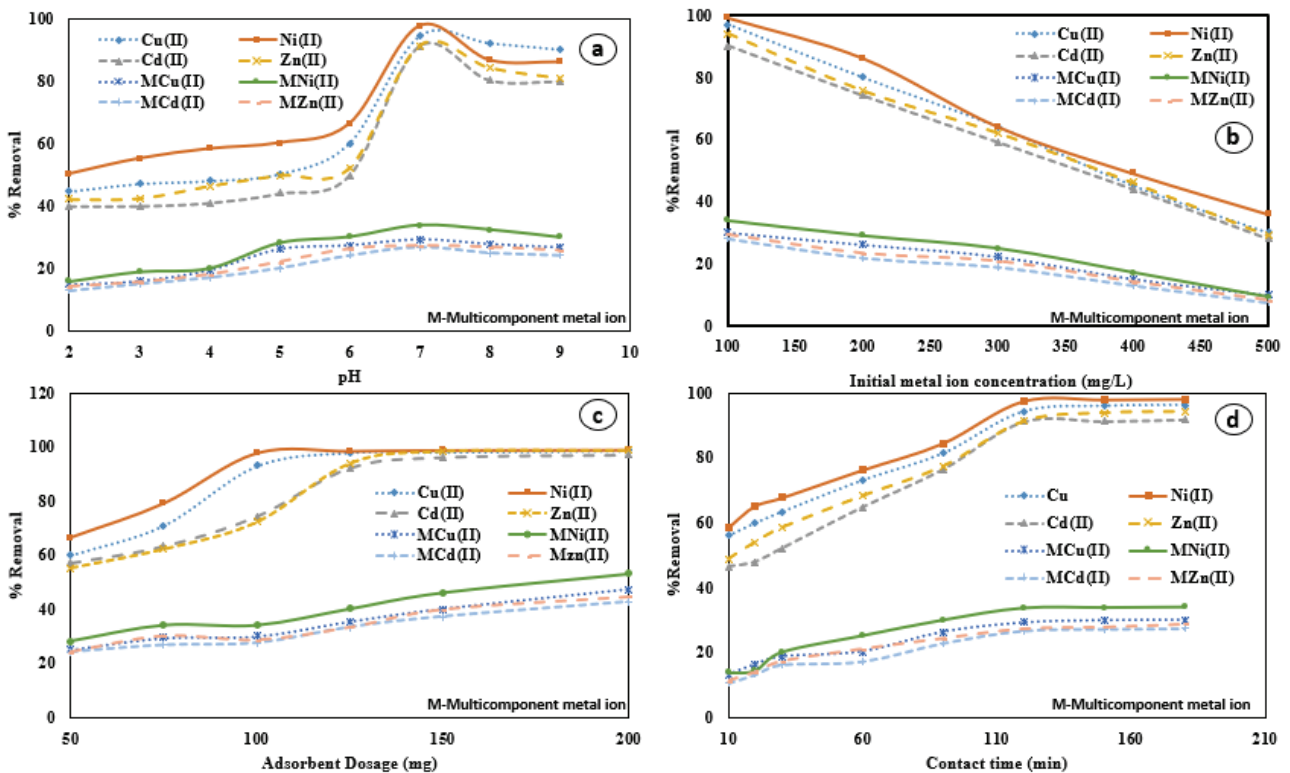 100
80
60
40
20
0
% Removal
Cu(II) Ni(II)
Cd(II) Zn(II)
MCu(II) MNi(II)
MCd(II) MZn(II)
a
M-Multicomponent metal ion
2 3 4 5 6 7 8 9 10
pH
100
80
60
40
20
0
%Removal
Cu(II) Ni(II)
Cd(II) Zn(II)
MCu(II) MNi(II)
MCd(II) MZn(II)
b
M-Multicomponent metal ion
100 150 200 250 300 350 400 450 500
Initial metal ion concentration (mg/L)
120
100
80
60
40
20
0
% Removal
c
Cu(II) Ni(II)
Cd(II) Zn(II)
MCu(II) MNi(II)
MCd(II) Mzn(II)
M-Multicomponent metal ion
50 100 150 200
Adsorbent Dosage (mg)
100
80
60
40
20
0
%Removal
d
Cu Ni(II)
Cd(II) Zn(II)
MCu(II) MNi(II)
MCd(II) MZn(II)
M-Multicomponent metal ion
10 60 110 160 210
Contact time (min)